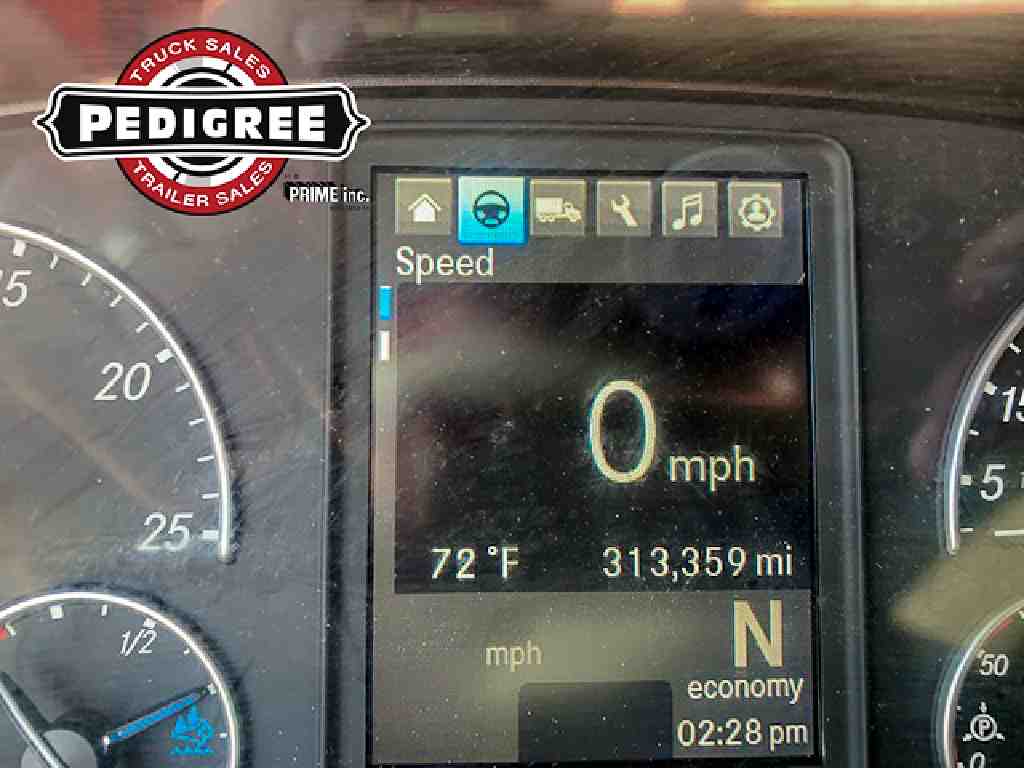 TRUCK SALES
PEDIGREE
TRAILER SALES
PRIME inc.
Speed
0 mph
72 °F 313,359 mi
mph
N
economy
02:28 pm
20
25
1/2
15
5
50
P
0